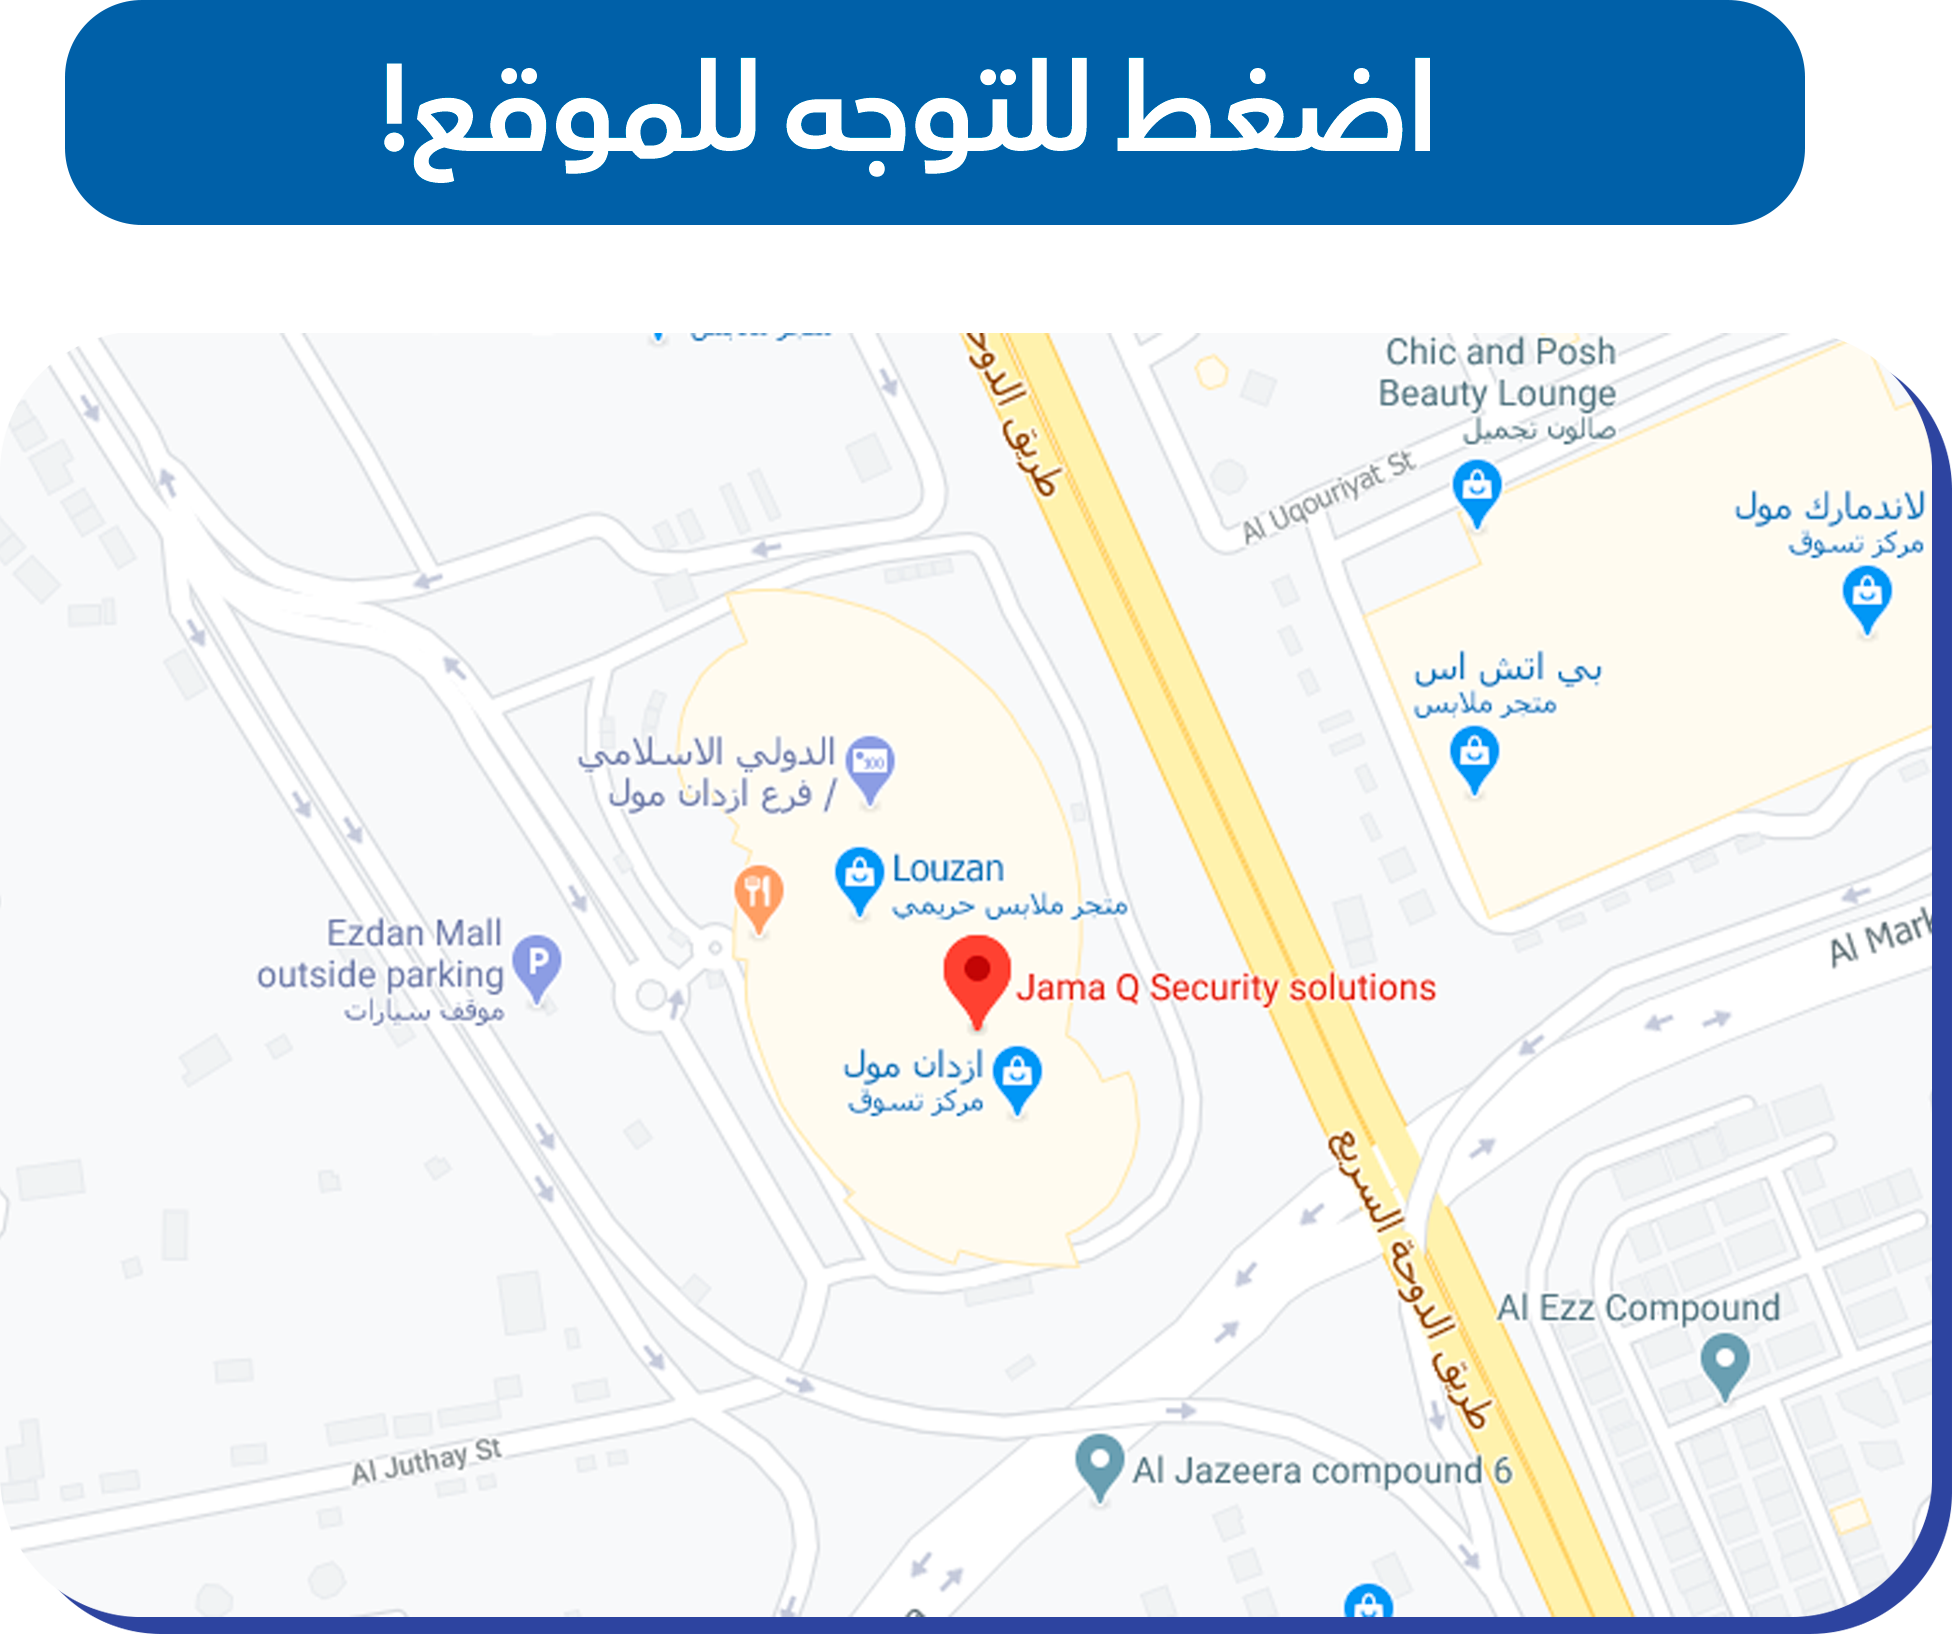 اضغط للتوجه للموقع!
متجر ملابس
طريق الدوحة
Chic and Posh
Beauty Lounge
صالون تجميل
Al Uqouriyat St
لاندمارك مول
مركز تسوق
بي اتش اس
متجر ملابس
الدولي الاسلامي
/ فرع ازدان مول
100
Louzan
متجر ملابس حريمي
Ezdan Mall
outside parking
موقف سيارات
P
Jama Q Security solutions
ازدان مول
مركز تسوق
Al Mark
طريق الدوحة السريع
Al Ezz Compound
Al Juthay St
Al Jazeera compound 6